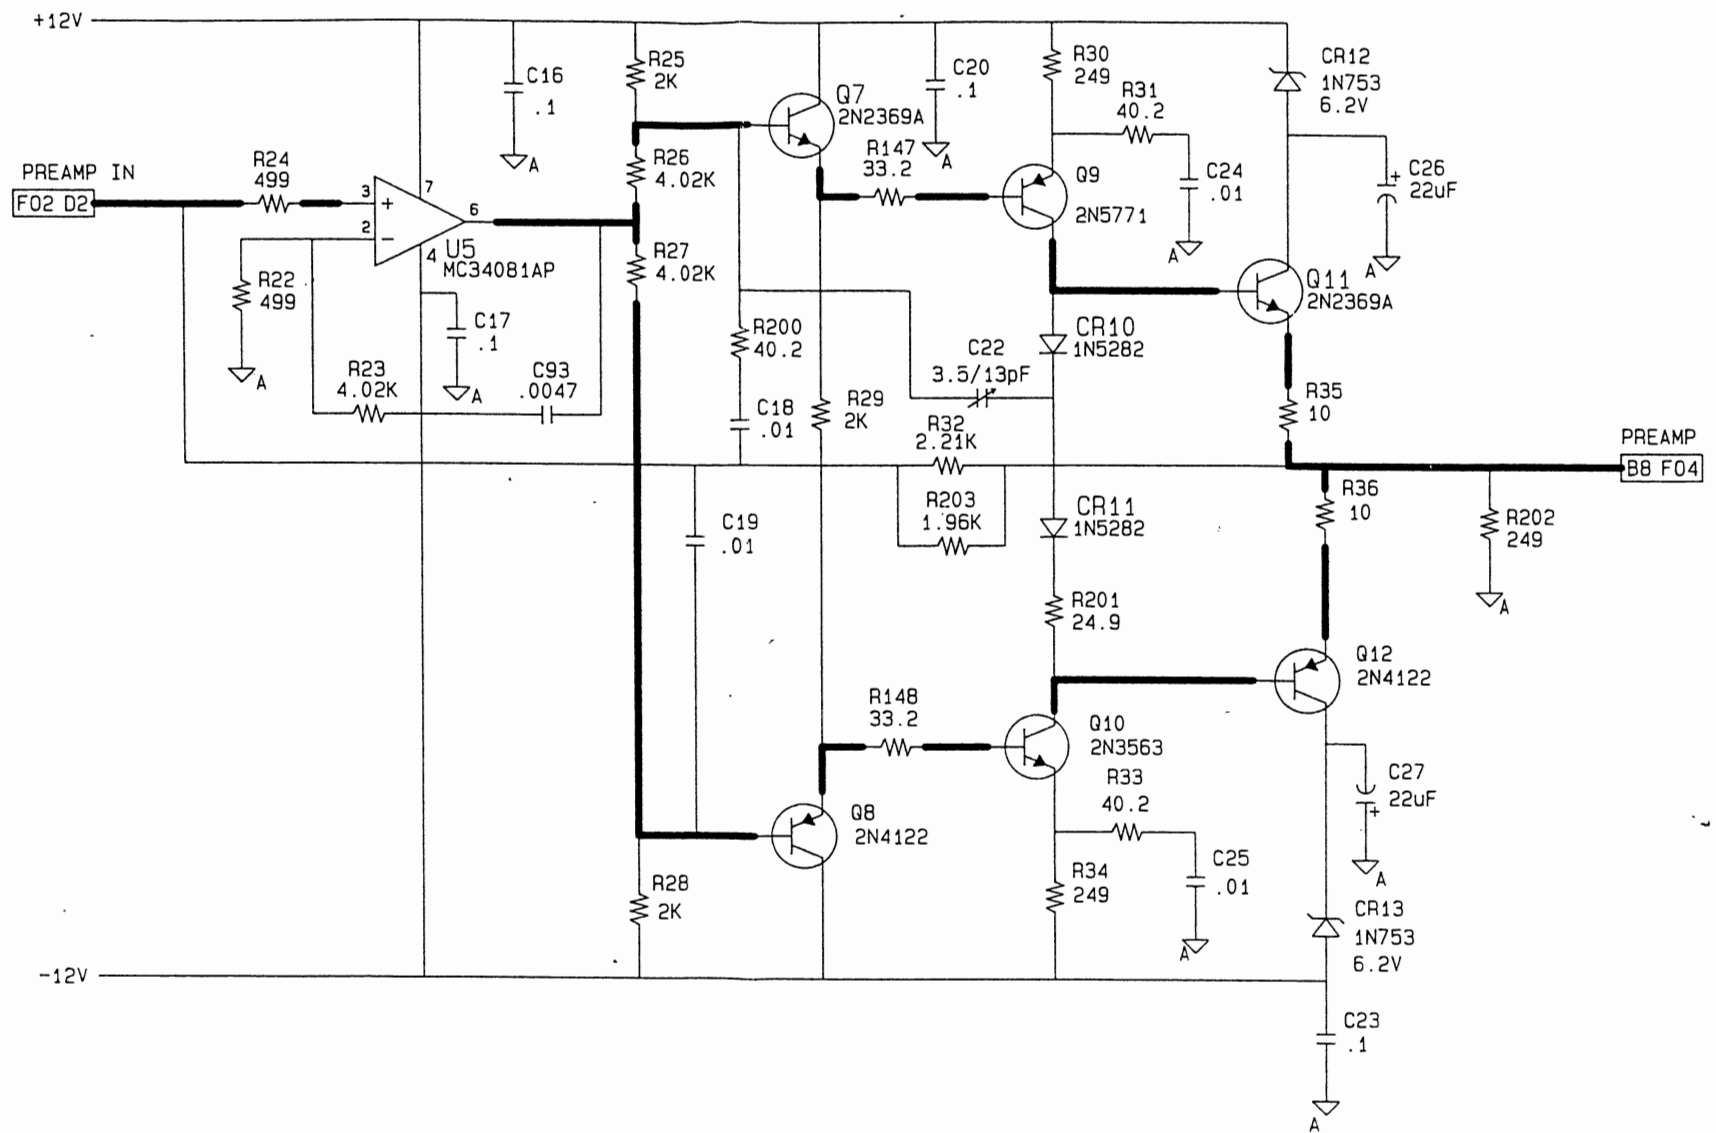 +12V
R25
2K
C16
.1
A
Q7
2N2369A
C20
.1
A
R30
249
R31
40.2
CR12
1N753
6.2V
PREAMP IN
F02 D2
R24
499
3
+
2
−
7
6
4
U5
MC34081AP
R26
4.02K
R147
33.2
Q9
2N5771
C24
.01
A
C26
+
22uF
A
R22
499
A
R27
4.02K
C17
.1
A
Q11
2N2369A
R23
4.02K
C93
.0047
R200
40.2
C18
.01
R29
2K
C22
3.5/13pF
CR10
1N5282
R35
10
R32
2.21K
PREAMP
B8 F04
R203
1.96K
C19
.01
CR11
1N5282
R36
10
R202
249
A
R201
24.9
Q12
2N4122
R148
33.2
Q10
2N3563
R33
40.2
C27
22uF
+
A
Q8
2N4122
R28
2K
R34
249
C25
.01
A
CR13
1N753
6.2V
-12V
C23
.1
A